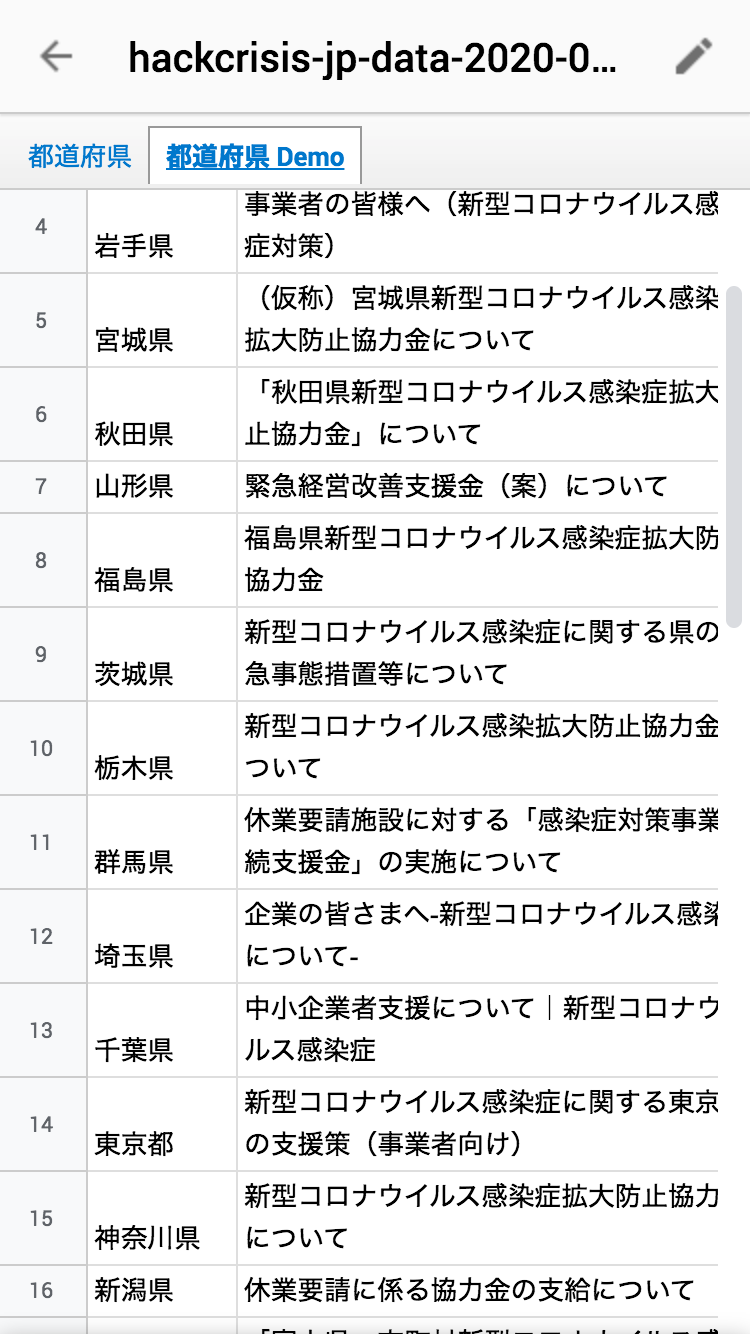 hackcrisis-jp-data-2020-0...
都道府県 都道府県 Demo
4
岩手県
事業者の皆様へ（新型コロナウイルス感
症対策）
5
宮城県
（仮称）宮城県新型コロナウイルス感染
拡大防止協力金について
6
秋田県
「秋田県新型コロナウイルス感染症拡大
止協力金」について
7
山形県
緊急経営改善支援金（案）について
8
福島県
福島県新型コロナウイルス感染症拡大防
協力金
9
茨城県
新型コロナウイルス感染症に関する県の
急事態措置等について
10
栃木県
新型コロナウイルス感染拡大防止協力金
ついて
11
群馬県
休業要請施設に対する「感染症対策事業
続支援金」の実施について
12
埼玉県
企業の皆さまへ-新型コロナウイルス感染
について-
13
千葉県
中小企業者支援について｜新型コロナウ
ルス感染症
14
東京都
新型コロナウイルス感染症に関する東京
の支援策（事業者向け）
15
神奈川県
新型コロナウイルス感染症拡大防止協力
について
16
新潟県
休業要請に係る協力金の支給について